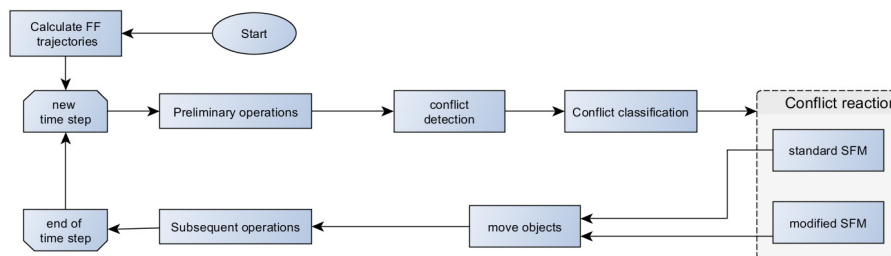 Calculate FF
trajectories
Start
new
time step
Preliminary operations
conflict
detection
Conflict classification
Conflict reaction
standard SFM
modified SFM
move objects
Subsequent operations
end of
time step